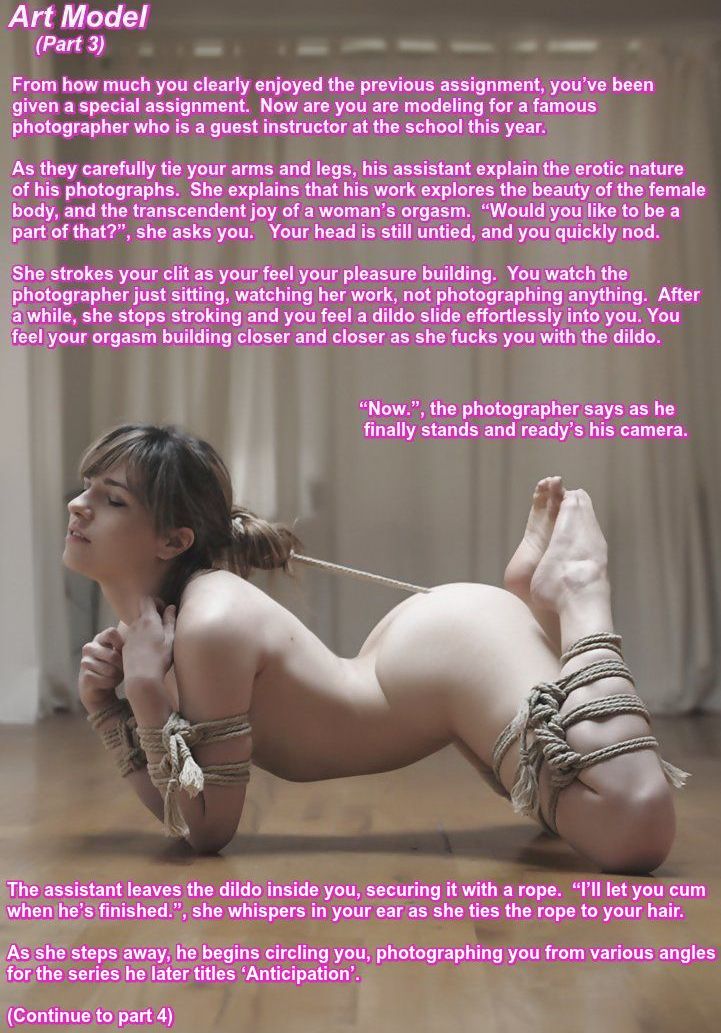 Art Model
(Part 3)
From how much you clearly enjoyed the previous assignment, you've been
given a special assignment.  Now are you are modeling for a famous
photographer who is a guest instructor at the school this year.
As they carefully tie your arms and legs, his assistant explain the erotic nature
of his photographs.  She explains that his work explores the beauty of the female
body, and the transcendent joy of a woman's orgasm.  “Would you like to be a
part of that?”, she asks you.   Your head is still untied, and you quickly nod.
She strokes your clit as your feel your pleasure building.  You watch the
photographer just sitting, watching her work, not photographing anything.  After
a while, she stops stroking and you feel a dildo slide effortlessly into you. You
feel your orgasm building closer and closer as she fucks you with the dildo.
“Now.”, the photographer says as he
finally stands and ready's his camera.
The assistant leaves the dildo inside you, securing it with a rope.  “I'll let you cum
when he's finished.”, she whispers in your ear as she ties the rope to your hair.
As she steps away, he begins circling you, photographing you from various angles
for the series he later titles ‘Anticipation’.
(Continue to part 4)